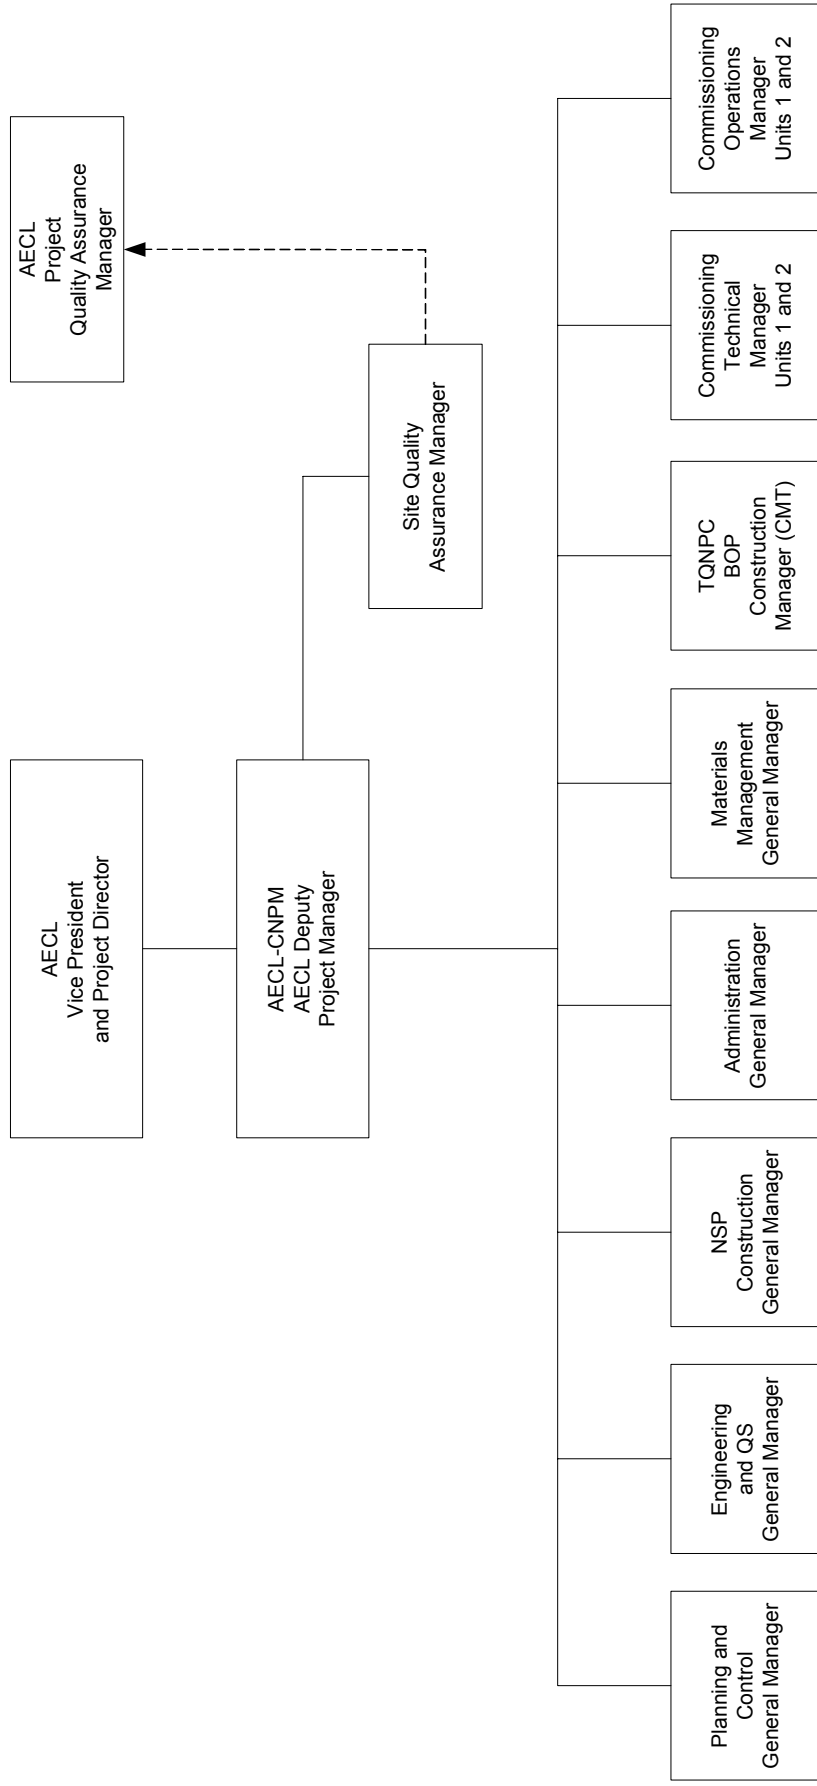 AECL
Vice President
and Project Director
AECL
Project
Quality Assurance
Manager
AECL-CNPM
AECL Deputy
Project Manager
Site Quality
Assurance Manager
Planning and
Control
General Manager
Engineering
and QS
General Manager
NSP
Construction
General Manager
Administration
General Manager
Materials
Management
General Manager
TQNPC
BOP
Construction
Manager (CMT)
Commissioning
Technical
Manager
Units 1 and 2
Commissioning
Operations
Manager
Units 1 and 2